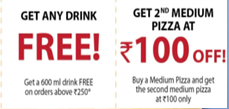 GET ANY DRINK
FREE!
Get a 600 ml drink FREE
on orders above ₹250*
GET 2ND MEDIUM
PIZZA AT
₹100 OFF!
Buy a Medium Pizza and get
the second medium pizza
at ₹100 only